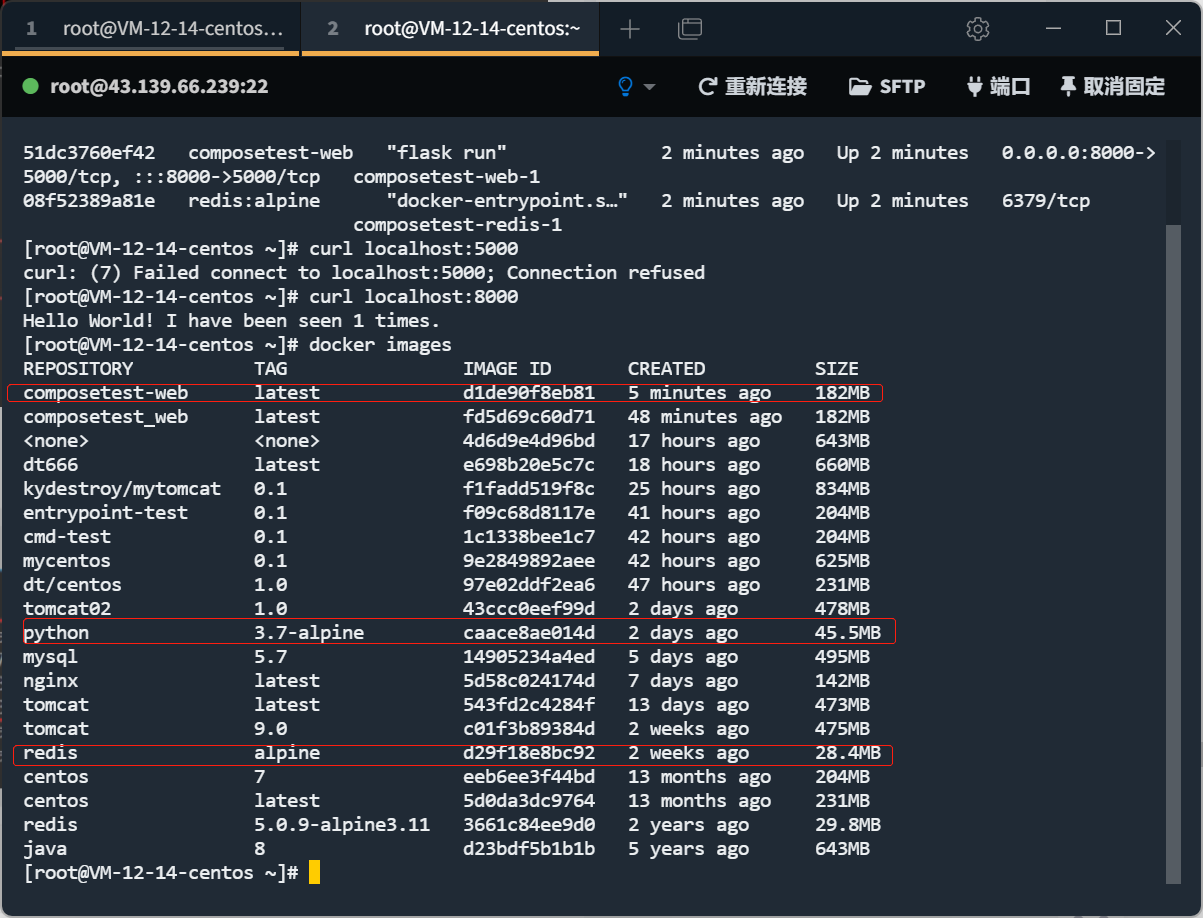 1 root@VM-12-14-centos... 2 root@VM-12-14-centos:~
root@43.139.66.239:22 重新连接 SFTP 端口 取消固定
51dc3760ef42 composetest-web "flask run" 2 minutes ago Up 2 minutes 0.0.0.0:8000->
5000/tcp, :::8000->5000/tcp composetest-web-1
08f52389a81e redis:alpine "docker-entrypoint.s…" 2 minutes ago Up 2 minutes 6379/tcp
composetest-redis-1
[root@VM-12-14-centos ~]# curl localhost:5000
curl: (7) Failed connect to localhost:5000; Connection refused
[root@VM-12-14-centos ~]# curl localhost:8000
Hello World! I have been seen 1 times.
[root@VM-12-14-centos ~]# docker images
REPOSITORY TAG IMAGE ID CREATED SIZE
composetest-web latest d1de90f8eb81 5 minutes ago 182MB
composetest_web latest fd5d69c60d71 48 minutes ago 182MB
<none> <none> 4d6d9e4d96bd 17 hours ago 643MB
dt666 latest e698b20e5c7c 18 hours ago 660MB
kydestroy/mytomcat 0.1 f1fadd519f8c 25 hours ago 834MB
entrypoint-test 0.1 f09c68d8117e 41 hours ago 204MB
cmd-test 0.1 1c1338bee1c7 42 hours ago 204MB
mycentos 0.1 9e2849892aee 42 hours ago 625MB
dt/centos 1.0 97e02ddf2ea6 47 hours ago 231MB
tomcat02 1.0 43ccc0eef99d 2 days ago 478MB
python 3.7-alpine caace8ae014d 2 days ago 45.5MB
mysql 5.7 14905234a4ed 5 days ago 495MB
nginx latest 5d58c024174d 7 days ago 142MB
tomcat latest 543fd2c4284f 13 days ago 473MB
tomcat 9.0 c01f3b89384d 2 weeks ago 475MB
redis alpine d29f18e8bc92 2 weeks ago 28.4MB
centos 7 eeb6ee3f44bd 13 months ago 204MB
centos latest 5d0da3dc9764 13 months ago 231MB
redis 5.0.9-alpine3.11 3661c84ee9d0 2 years ago 29.8MB
java 8 d23bdf5b1b1b 5 years ago 643MB
[root@VM-12-14-centos ~]#